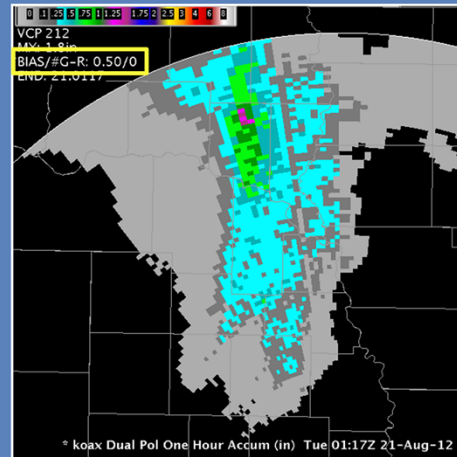 0 .1 .25 .5 .75 1 1.25 1.5 1.75 2 2.5 3 4 6 8
VCP 212
MX: 1.8in
BIAS/#G-R: 0.50/0
END: 21.0117
* koax Dual Pol One Hour Accum (in) Tue 01:17Z 21-Aug-12